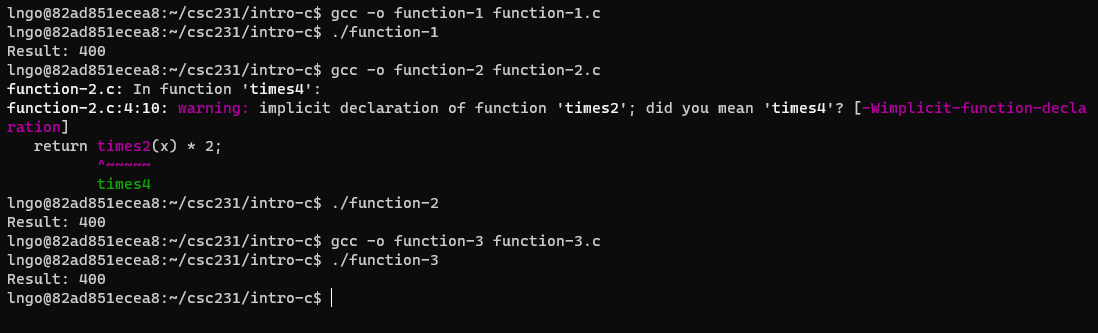 lngo@82ad851ecea8:~/csc231/intro-c$ gcc -o function-1 function-1.c
lngo@82ad851ecea8:~/csc231/intro-c$ ./function-1
Result: 400
lngo@82ad851ecea8:~/csc231/intro-c$ gcc -o function-2 function-2.c
function-2.c: In function 'times4':
function-2.c:4:10: warning: implicit declaration of function 'times2'; did you mean 'times4'? [-Wimplicit-function-decla
ration]
   return times2(x) * 2;
          ^~~~~~
          times4
lngo@82ad851ecea8:~/csc231/intro-c$ ./function-2
Result: 400
lngo@82ad851ecea8:~/csc231/intro-c$ gcc -o function-3 function-3.c
lngo@82ad851ecea8:~/csc231/intro-c$ ./function-3
Result: 400
lngo@82ad851ecea8:~/csc231/intro-c$